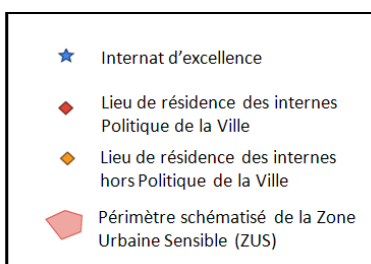 Internat d'excellence
Lieu de résidence des internes
Politique de la Ville
Lieu de résidence des internes
hors Politique de la Ville
Périmètre schématisé de la Zone
Urbaine Sensible (ZUS)